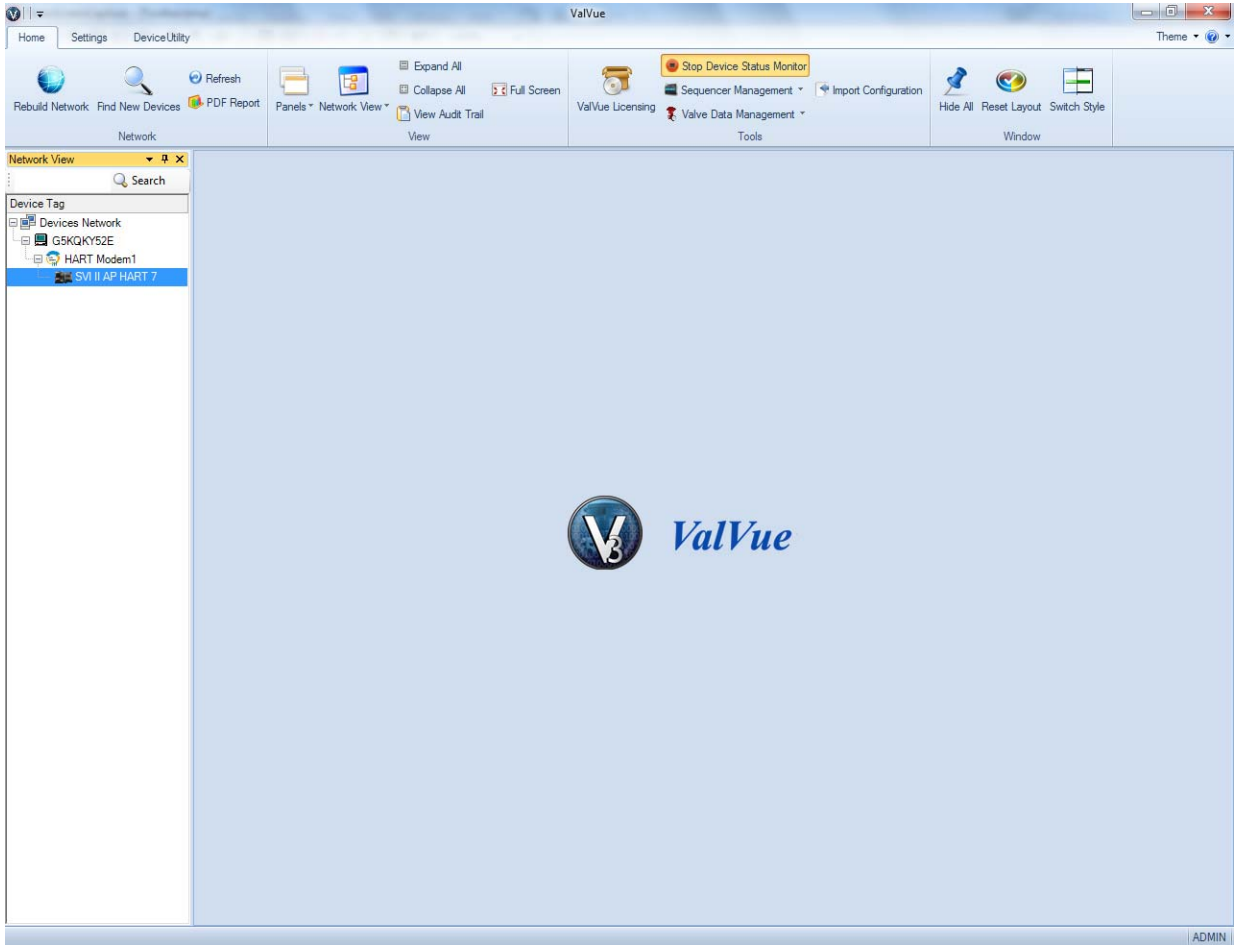 ValVue
Home Settings DeviceUtility Theme
Rebuild Network Find New Devices Refresh PDF Report
Network
Panels Network View Expand All Collapse All View Audit Trail Full Screen
View
ValVue Licensing Stop Device Status Monitor Sequencer Management Valve Data Management Import Configuration
Tools
Hide All Reset Layout Switch Style
Window
Network View
Search
Device Tag
Devices Network
G5KQKY52E
HART Modem1
SVI II AP HART 7
V3 ValVue
ADMIN